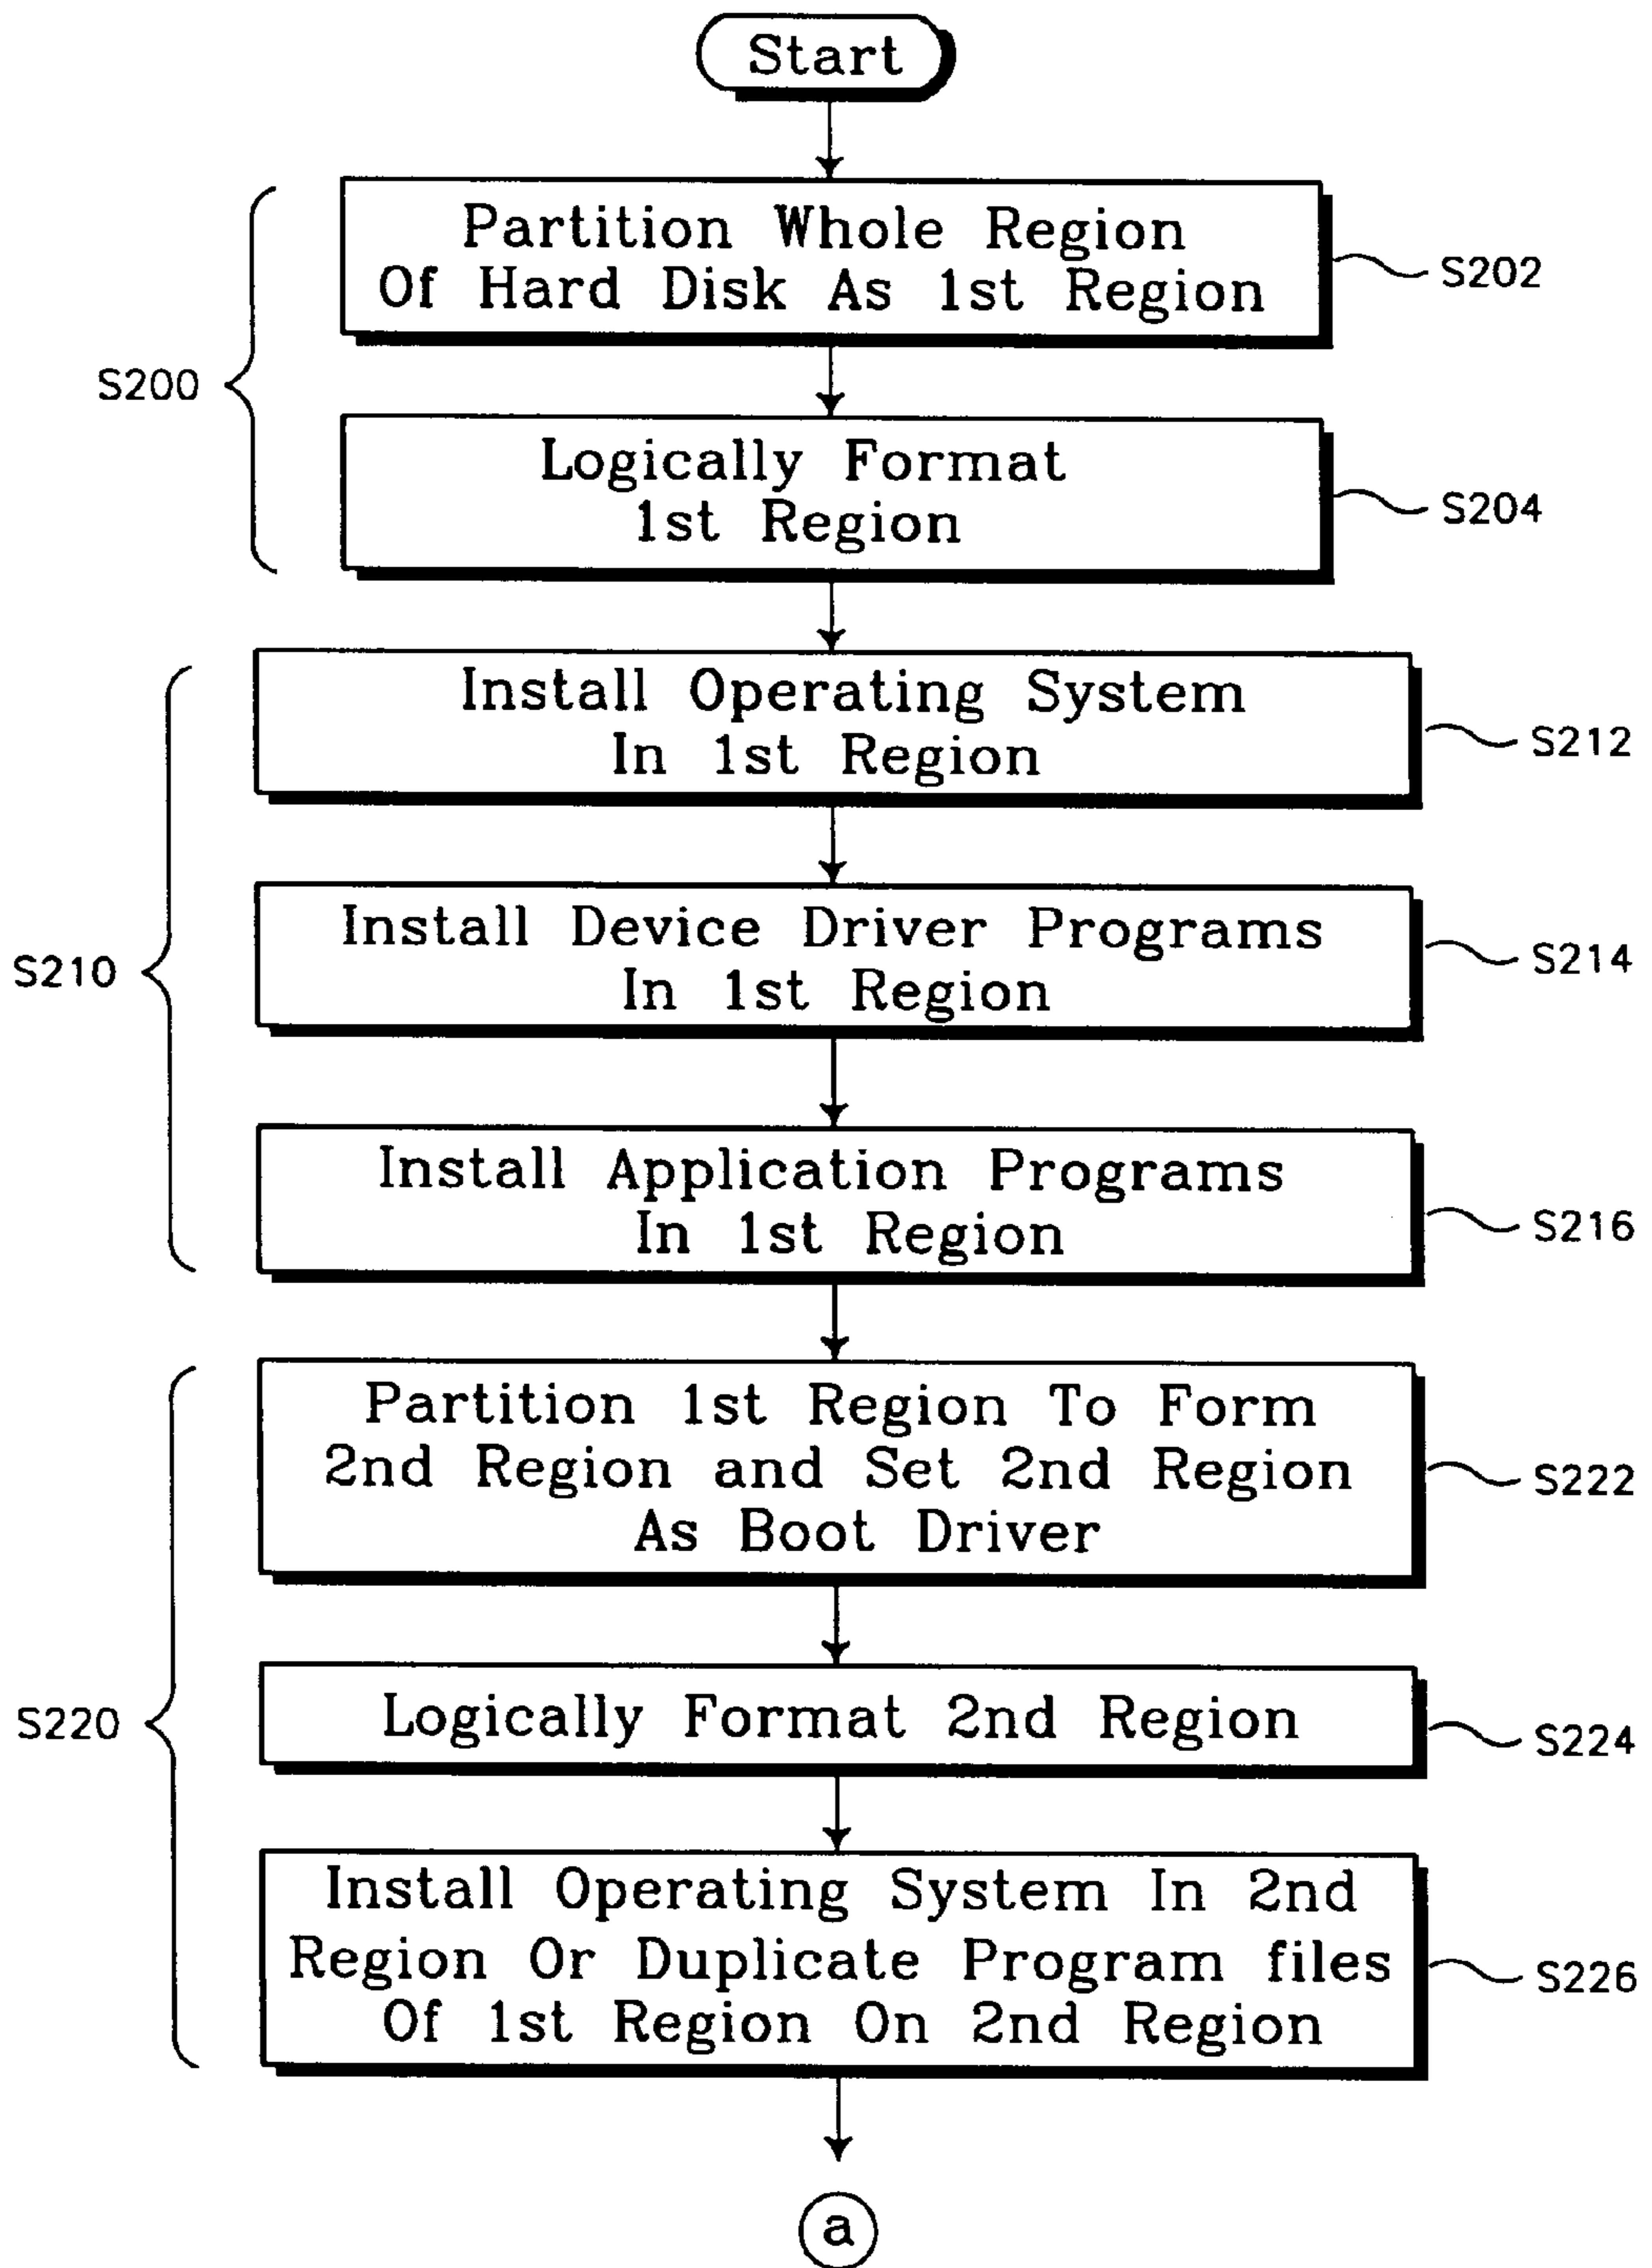 Start
Partition Whole Region
Of Hard Disk As 1st Region
S202
S200
Logically Format
1st Region
S204
Install Operating System
In 1st Region
S212
Install Device Driver Programs
In 1st Region
S214
S210
Install Application Programs
In 1st Region
S216
Partition 1st Region To Form
2nd Region and Set 2nd Region
As Boot Driver
S222
Logically Format 2nd Region
S224
S220
Install Operating System In 2nd
Region Or Duplicate Program files
Of 1st Region On 2nd Region
S226
a